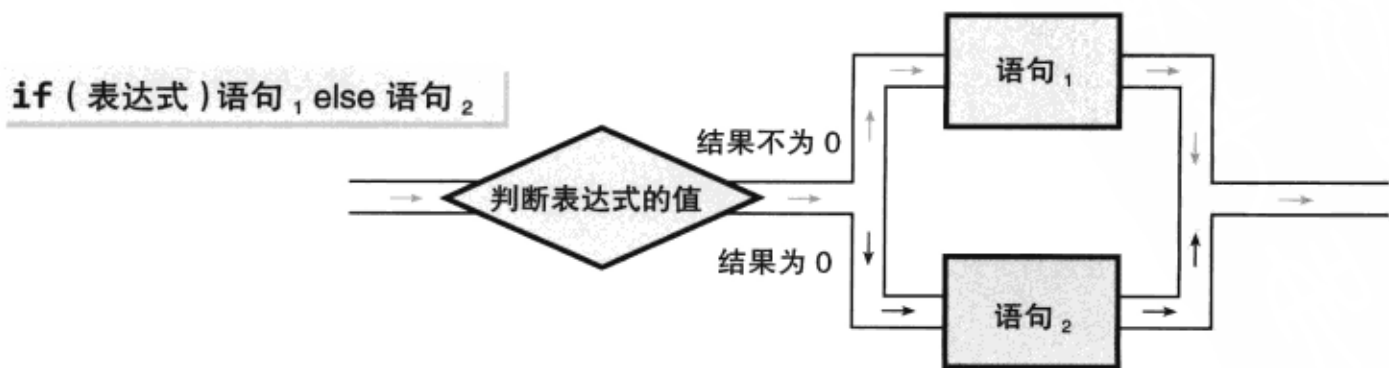 if ( 表达式 ) 语句 1 else 语句 2
判断表达式的值
结果不为 0
结果为 0
语句 1
语句 2